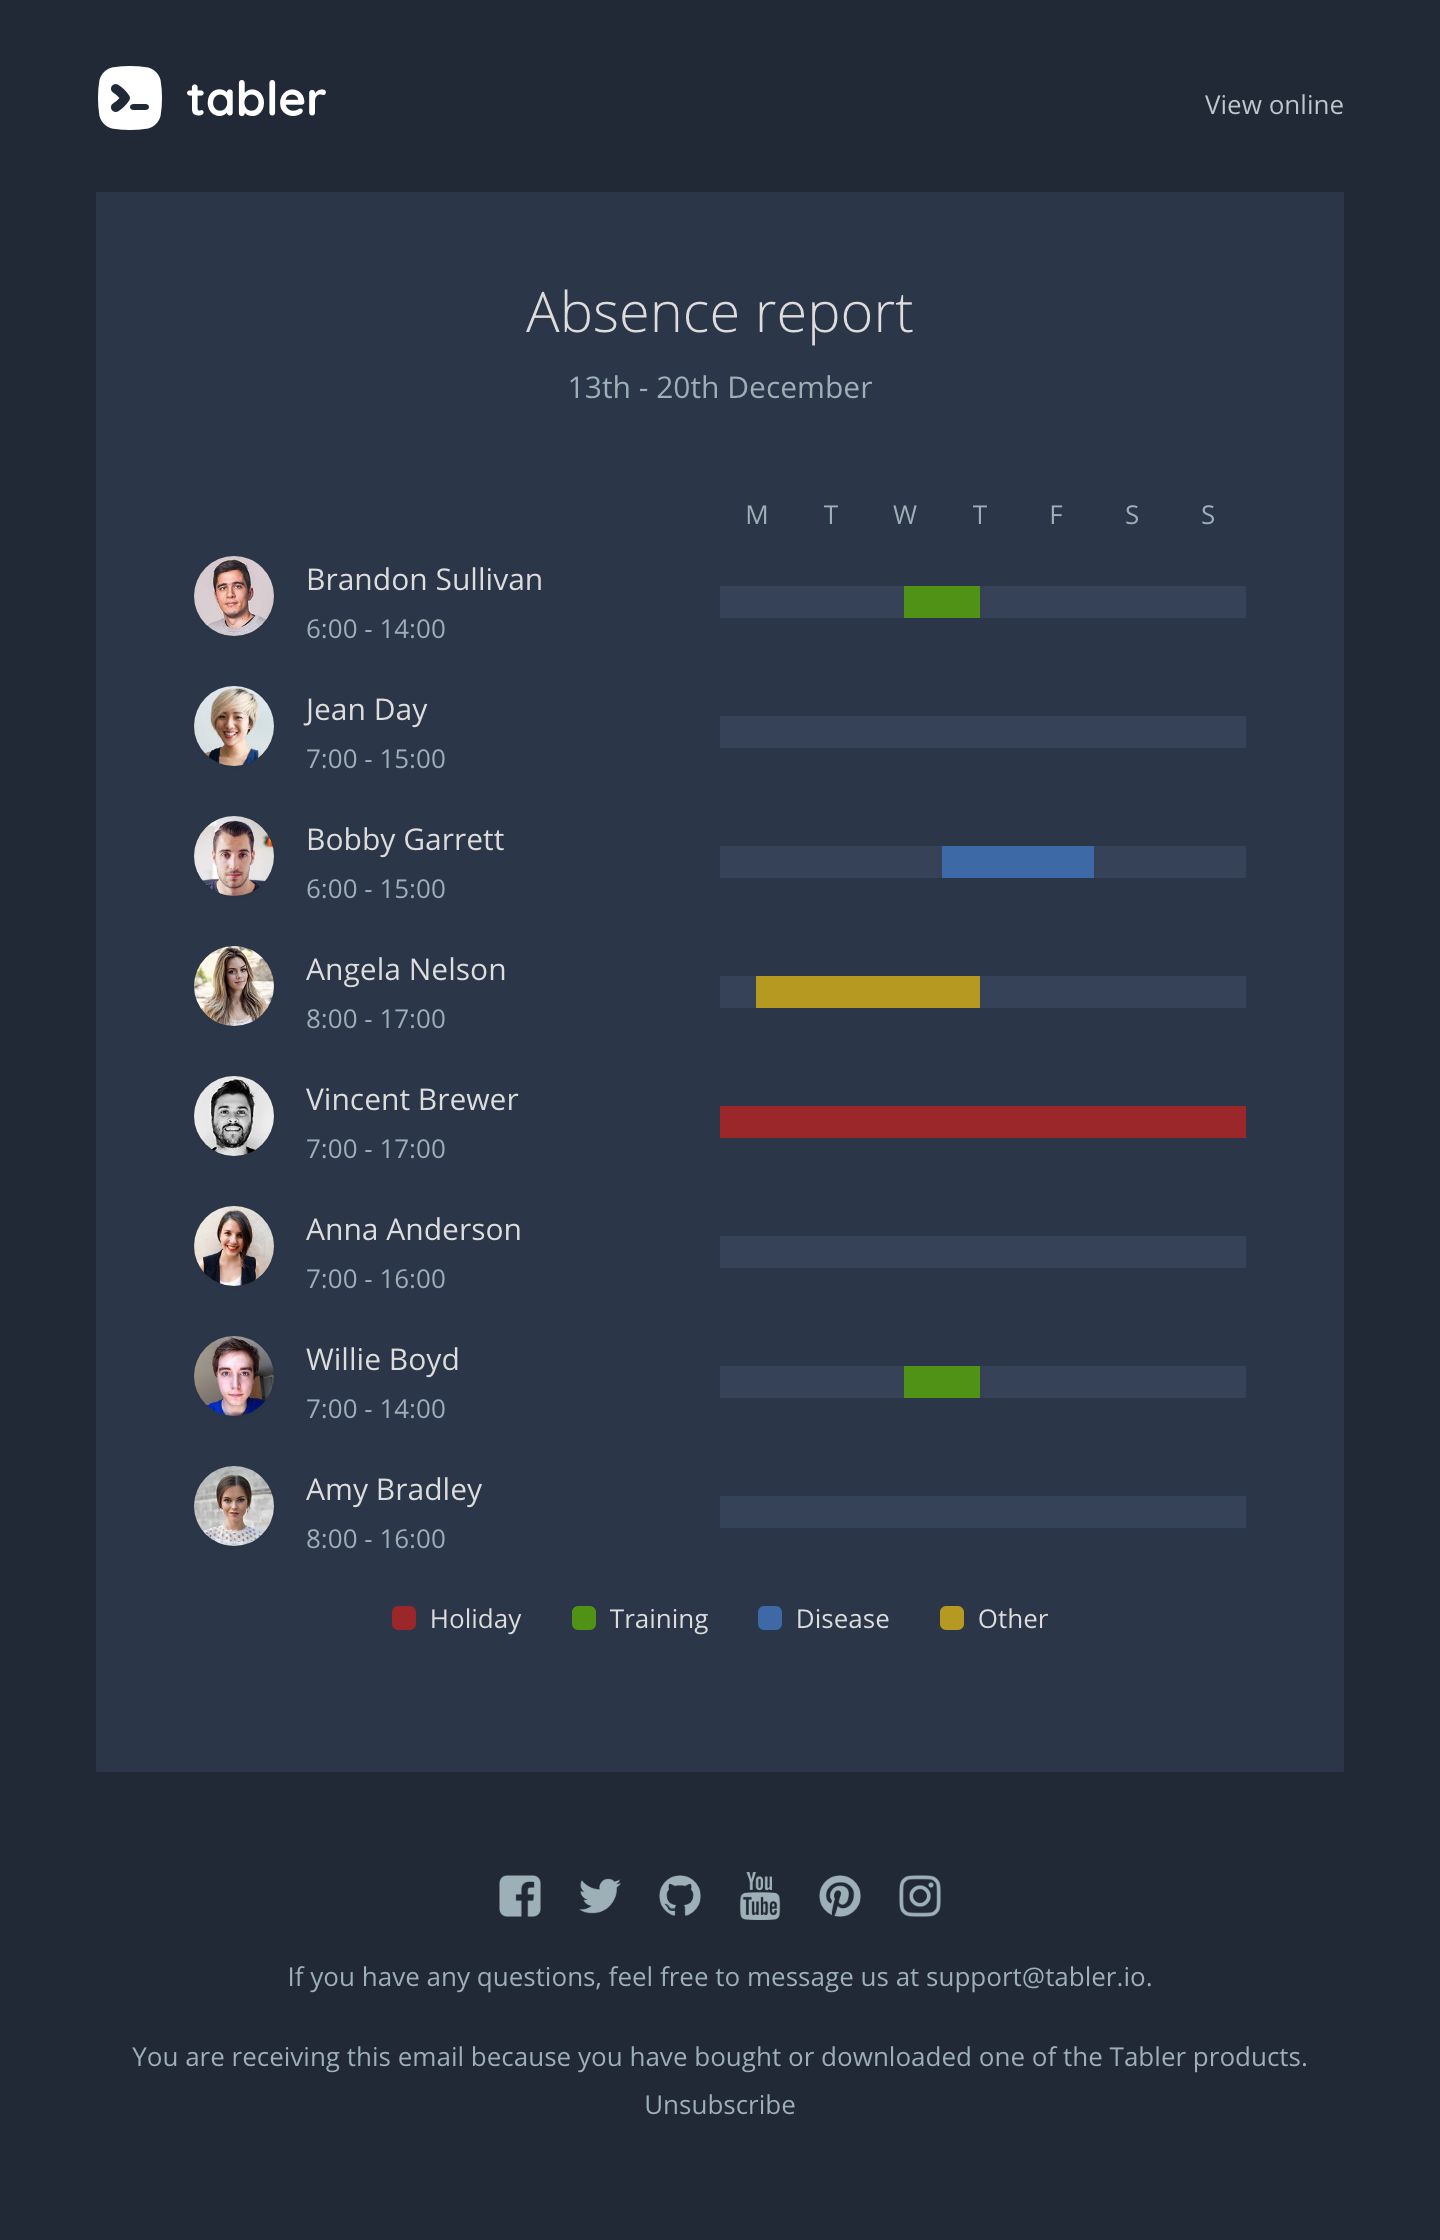 tabler
View online
Absence report
13th - 20th December
M T W T F S S
Brandon Sullivan
6:00 - 14:00
Jean Day
7:00 - 15:00
Bobby Garrett
6:00 - 15:00
Angela Nelson
8:00 - 17:00
Vincent Brewer
7:00 - 17:00
Anna Anderson
7:00 - 16:00
Willie Boyd
7:00 - 14:00
Amy Bradley
8:00 - 16:00
Holiday Training Disease Other
You
Tube
If you have any questions, feel free to message us at support@tabler.io.
You are receiving this email because you have bought or downloaded one of the Tabler products.
Unsubscribe